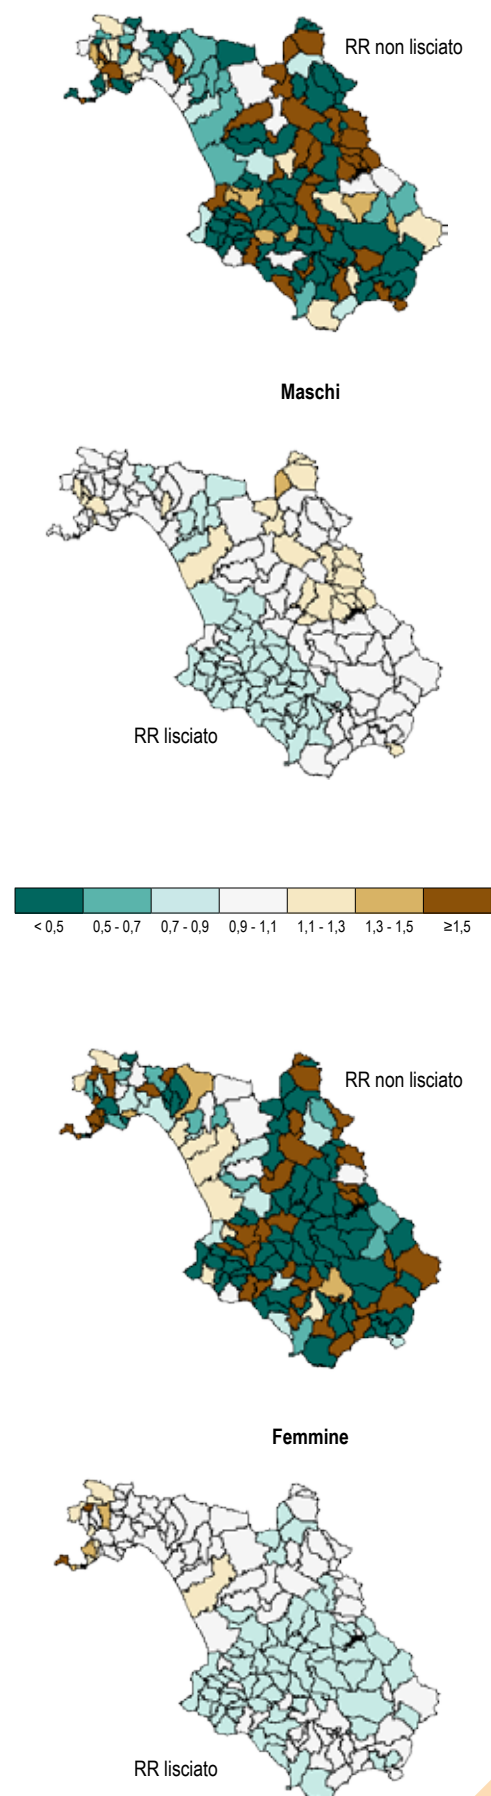 RR non lisciato
Maschi
RR lisciato
< 0,5 0,5 - 0,7 0,7 - 0,9 0,9 - 1,1 1,1 - 1,3 1,3 - 1,5 ≥1,5
RR non lisciato
Femmine
RR lisciato